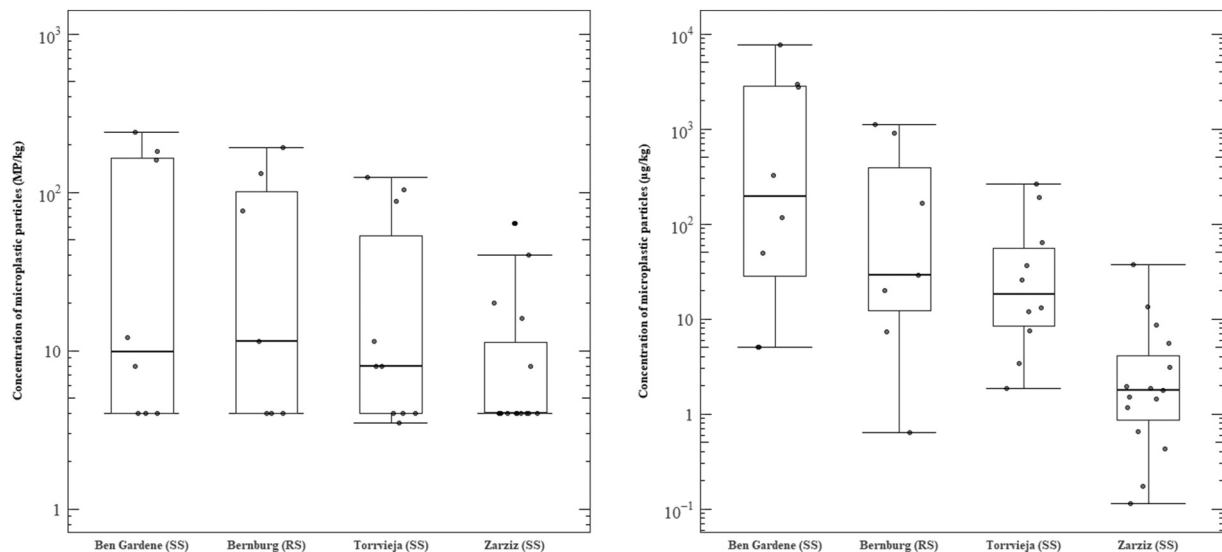 Concentration of microplastic particles (MP/kg)
10³
10²
10
1
Ben Gardene (SS)
Bernburg (RS)
Torrvieja (SS)
Zarziz (SS)
Concentration of microplastic particles (µg/kg)
10⁴
10³
10²
10
1
10⁻¹
Ben Gardene (SS)
Bernburg (RS)
Torrvieja (SS)
Zarziz (SS)